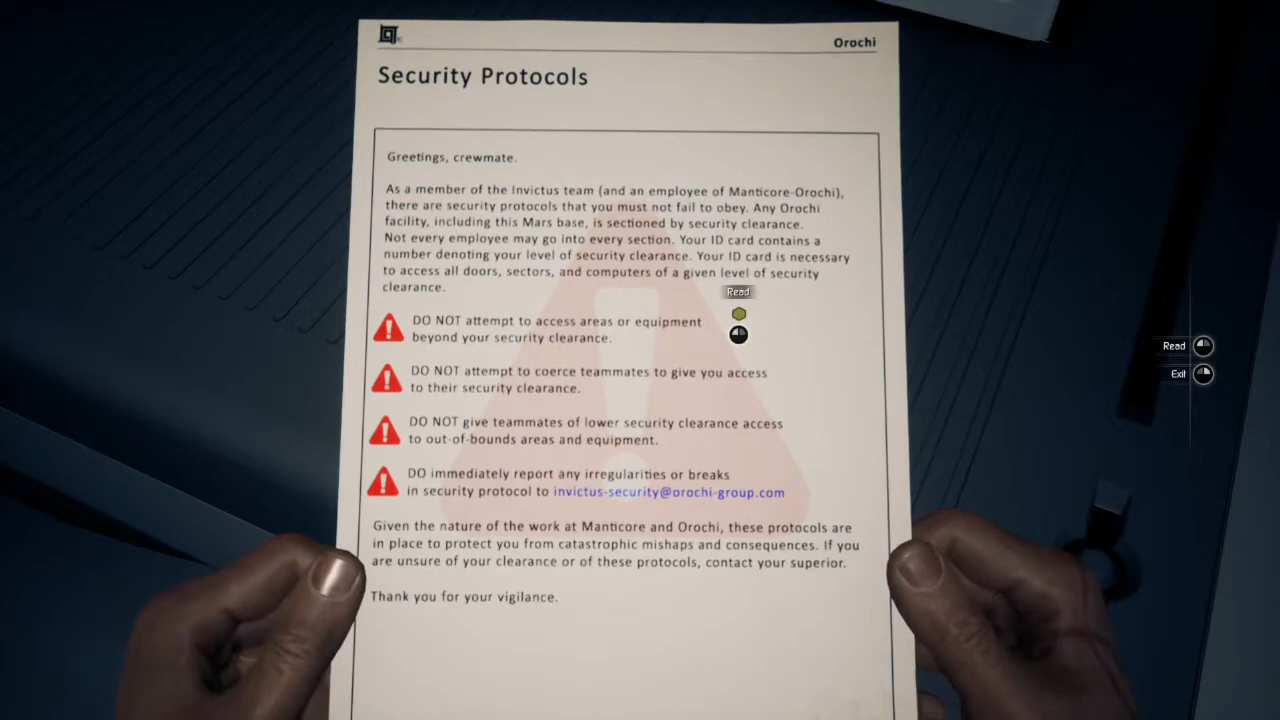 Orochi
Security Protocols
Greetings, crewmate.
As a member of the Invictus team (and an employee of Manticore-Orochi),
there are security protocols that you must not fail to obey. Any Orochi
facility, including this Mars base, is sectioned by security clearance.
Not every employee may go into every section. Your ID card contains a
number denoting your level of security clearance. Your ID card is necessary
to access all doors, sectors, and computers of a given level of security
clearance.
Read
DO NOT attempt to access areas or equipment
beyond your security clearance.
Read
Exit
DO NOT attempt to coerce teammates to give you access
to their security clearance.
DO NOT give teammates of lower security clearance access
to out-of-bounds areas and equipment.
DO immediately report any irregularities or breaks
in security protocol to invictus-security@orochi-group.com
Given the nature of the work at Manticore and Orochi, these protocols are
in place to protect you from catastrophic mishaps and consequences. If you
are unsure of your clearance or of these protocols, contact your superior.
Thank you for your vigilance.